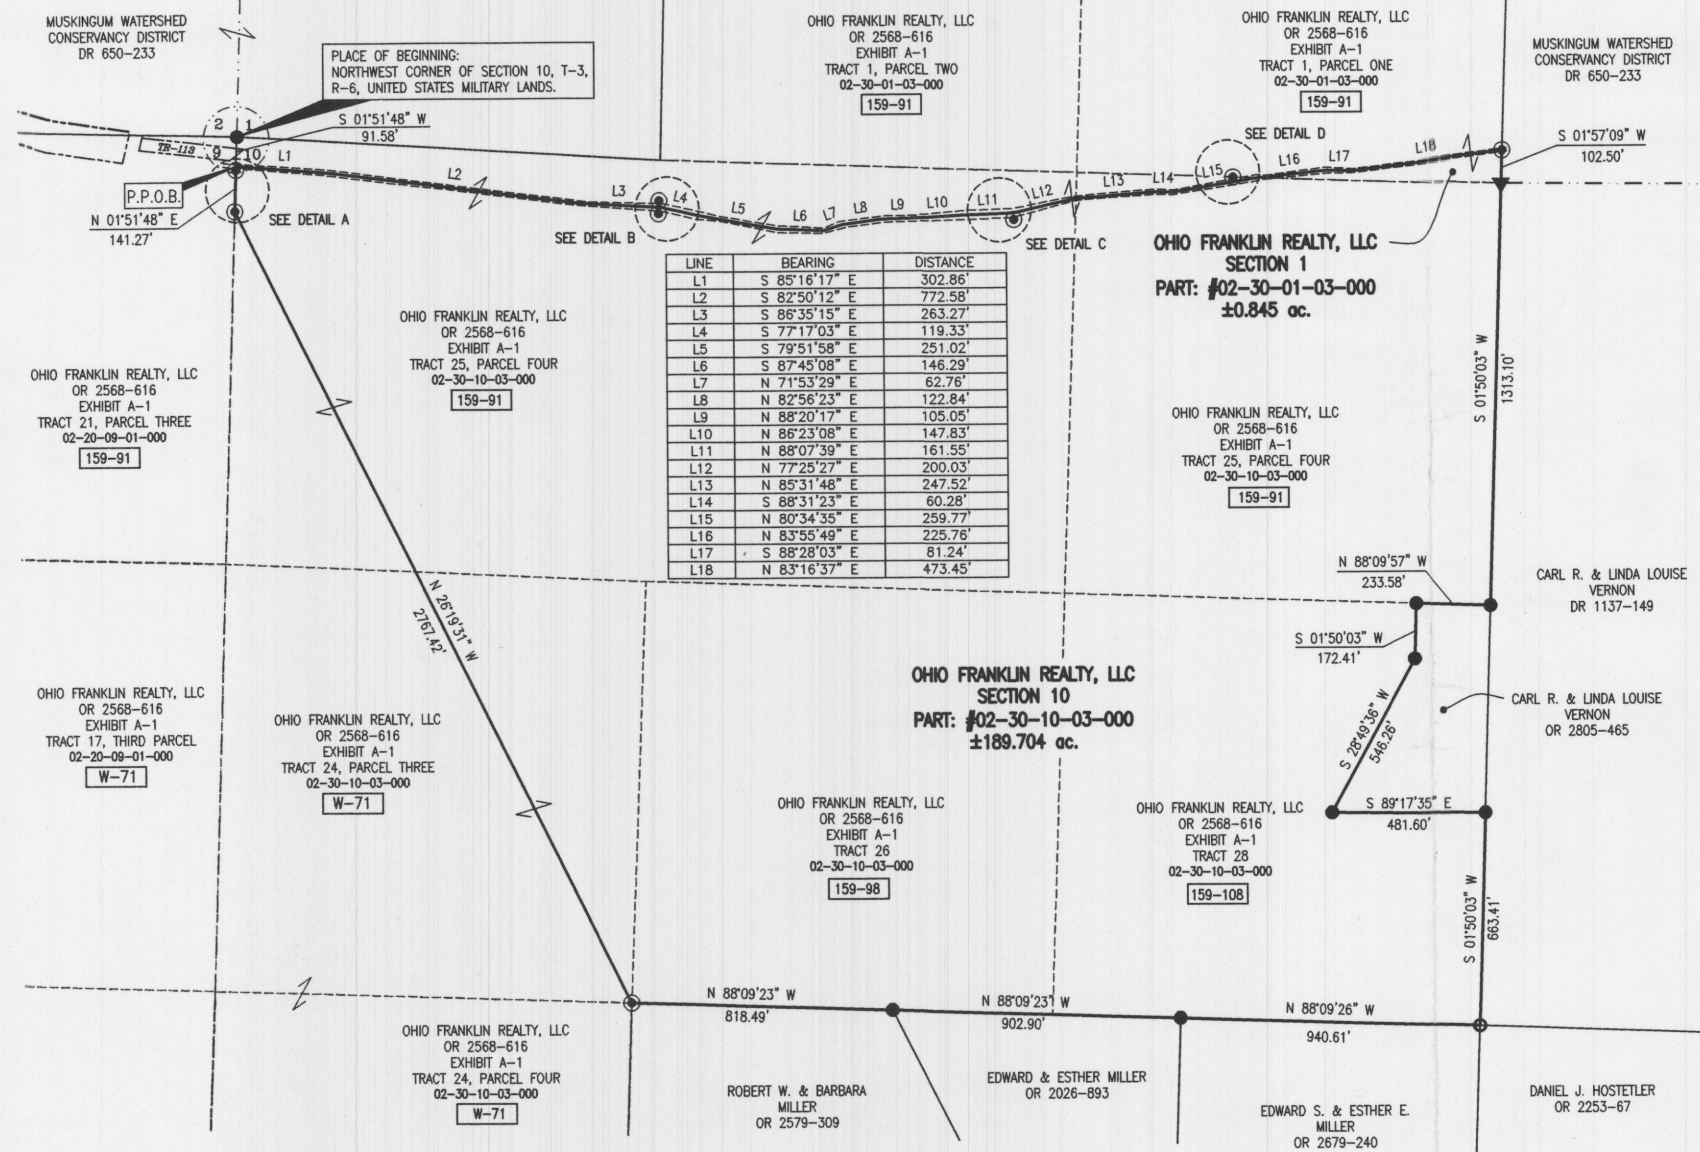 MUSKINGUM WATERSHED
CONSERVANCY DISTRICT
DR 650-233
PLACE OF BEGINNING:
NORTHWEST CORNER OF SECTION 10, T-3,
R-6, UNITED STATES MILITARY LANDS.
OHIO FRANKLIN REALTY, LLC
OR 2568-616
EXHIBIT A-1
TRACT 1, PARCEL TWO
02-30-01-03-000
159-91
OHIO FRANKLIN REALTY, LLC
OR 2568-616
EXHIBIT A-1
TRACT 1, PARCEL ONE
02-30-01-03-000
159-91
MUSKINGUM WATERSHED
CONSERVANCY DISTRICT
DR 650-233
2 1
9 10
TR-113
S 01°51'48" W
91.58'
P.P.O.B.
N 01°51'48" E
141.27'
SEE DETAIL A
L1
L2
L3
L4
L5
L6
L7
L8
L9
L10
L11
L12
L13
L14
L15
L16
L17
L18
SEE DETAIL B
SEE DETAIL C
SEE DETAIL D
S 01°57'09" W
102.50'
OHIO FRANKLIN REALTY, LLC
SECTION 1
PART: #02-30-01-03-000
±0.845 ac.
LINE BEARING DISTANCE
L1 S 85°16'17" E 302.86'
L2 S 82°50'12" E 772.58'
L3 S 86°35'15" E 263.27'
L4 S 77°17'03" E 119.33'
L5 S 79°51'58" E 251.02'
L6 S 87°45'08" E 146.29'
L7 N 71°53'29" E 62.76'
L8 N 82°56'23" E 122.84'
L9 N 88°20'17" E 105.05'
L10 N 86°23'08" E 147.83'
L11 N 88°07'39" E 161.55'
L12 N 77°25'27" E 200.03'
L13 N 85°31'48" E 247.52'
L14 S 88°31'23" E 60.28'
L15 N 80°34'35" E 259.77'
L16 N 83°55'49" E 225.76'
L17 S 88°28'03" E 81.24'
L18 N 83°16'37" E 473.45'
OHIO FRANKLIN REALTY, LLC
OR 2568-616
EXHIBIT A-1
TRACT 25, PARCEL FOUR
02-30-10-03-000
159-91
OHIO FRANKLIN REALTY, LLC
OR 2568-616
EXHIBIT A-1
TRACT 21, PARCEL THREE
02-20-09-01-000
159-91
OHIO FRANKLIN REALTY, LLC
OR 2568-616
EXHIBIT A-1
TRACT 25, PARCEL FOUR
02-30-10-03-000
159-91
S 01°50'03" W
1313.10'
N 88°09'57" W
233.58'
S 01°50'03" W
172.41'
S 28°49'36" W
546.26'
S 89°17'35" E
481.60'
CARL R. & LINDA LOUISE
VERNON
DR 1137-149
CARL R. & LINDA LOUISE
VERNON
OR 2805-465
N 26°19'31" W
2767.42'
OHIO FRANKLIN REALTY, LLC
SECTION 10
PART: #02-30-10-03-000
±189.704 ac.
OHIO FRANKLIN REALTY, LLC
OR 2568-616
EXHIBIT A-1
TRACT 17, THIRD PARCEL
02-20-09-01-000
W-71
OHIO FRANKLIN REALTY, LLC
OR 2568-616
EXHIBIT A-1
TRACT 24, PARCEL THREE
02-30-10-03-000
W-71
OHIO FRANKLIN REALTY, LLC
OR 2568-616
EXHIBIT A-1
TRACT 26
02-30-10-03-000
159-98
OHIO FRANKLIN REALTY, LLC
OR 2568-616
EXHIBIT A-1
TRACT 28
02-30-10-03-000
159-108
S 01°50'03" W
663.41'
N 88°09'23" W
818.49'
N 88°09'23" W
902.90'
N 88°09'26" W
940.61'
OHIO FRANKLIN REALTY, LLC
OR 2568-616
EXHIBIT A-1
TRACT 24, PARCEL FOUR
02-30-10-03-000
W-71
ROBERT W. & BARBARA
MILLER
OR 2579-309
EDWARD & ESTHER MILLER
OR 2026-893
EDWARD S. & ESTHER E.
MILLER
OR 2679-240
DANIEL J. HOSTETLER
OR 2253-67